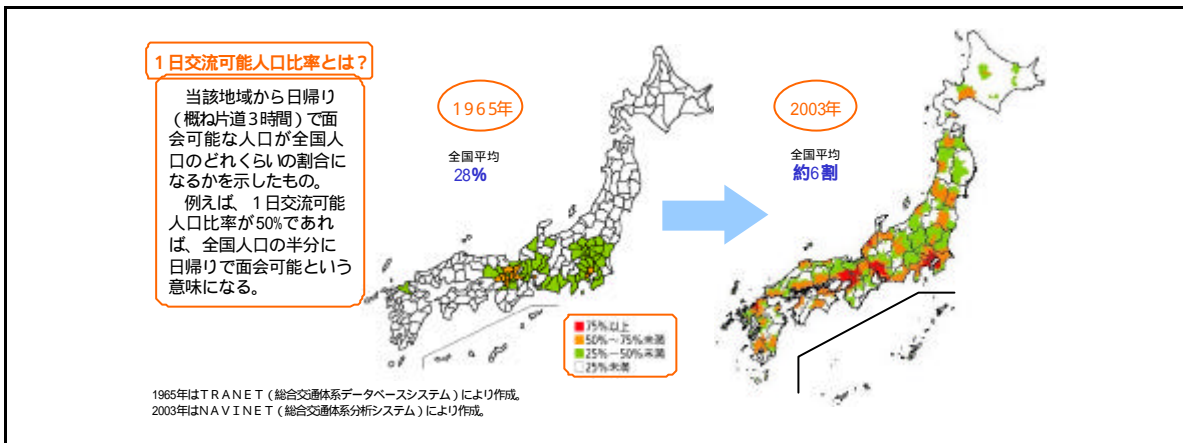 1日交流可能人口比率とは？
当該地域から日帰り
（概ね片道3時間）で面
会可能な人口が全国人
口のどれくらいの割合に
なるかを示したもの。
例えば、1日交流可能
人口比率が50%であれ
ば、全国人口の半分に
日帰りで面会可能という
意味になる。
1965年
全国平均
28%
2003年
全国平均
約6割
75%以上
50%～75%未満
25%～50%未満
25%未満
1965年はTRANET（総合交通体系データベースシステム）により作成。
2003年はNAVINET（総合交通体系分析システム）により作成。